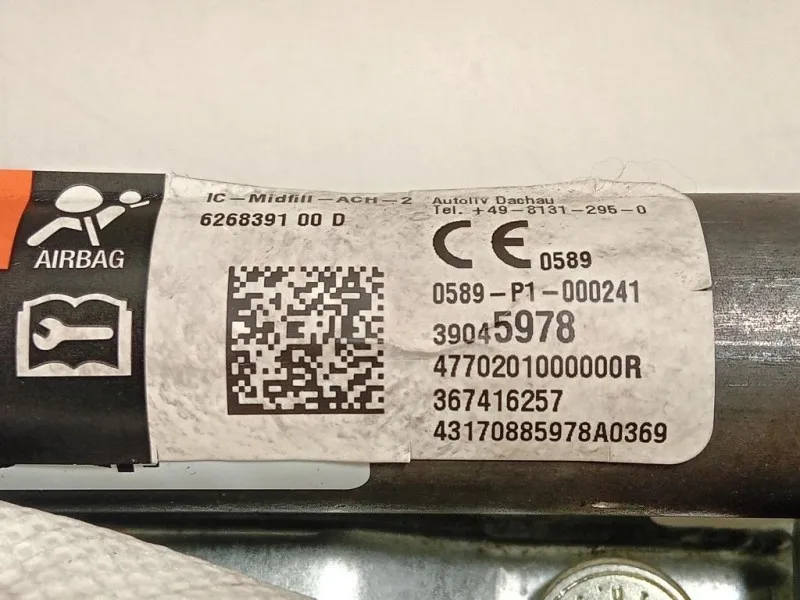 AIRBAG
IC-Midfill-ACH-2
6268391 00 D
Autoliv Dachau
Tel. +49-8131-295-0
CE 0589
0589-P1-000241
39045978
4770201000000R
367416257
43170885978A0369